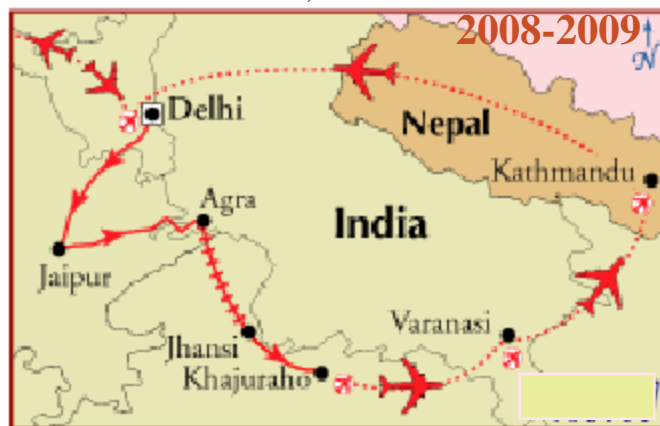 2008-2009
N
Delhi
Nepal
Kathmandu
Agra
India
Jaipur
Varanasi
Jhansi
Khajuraho